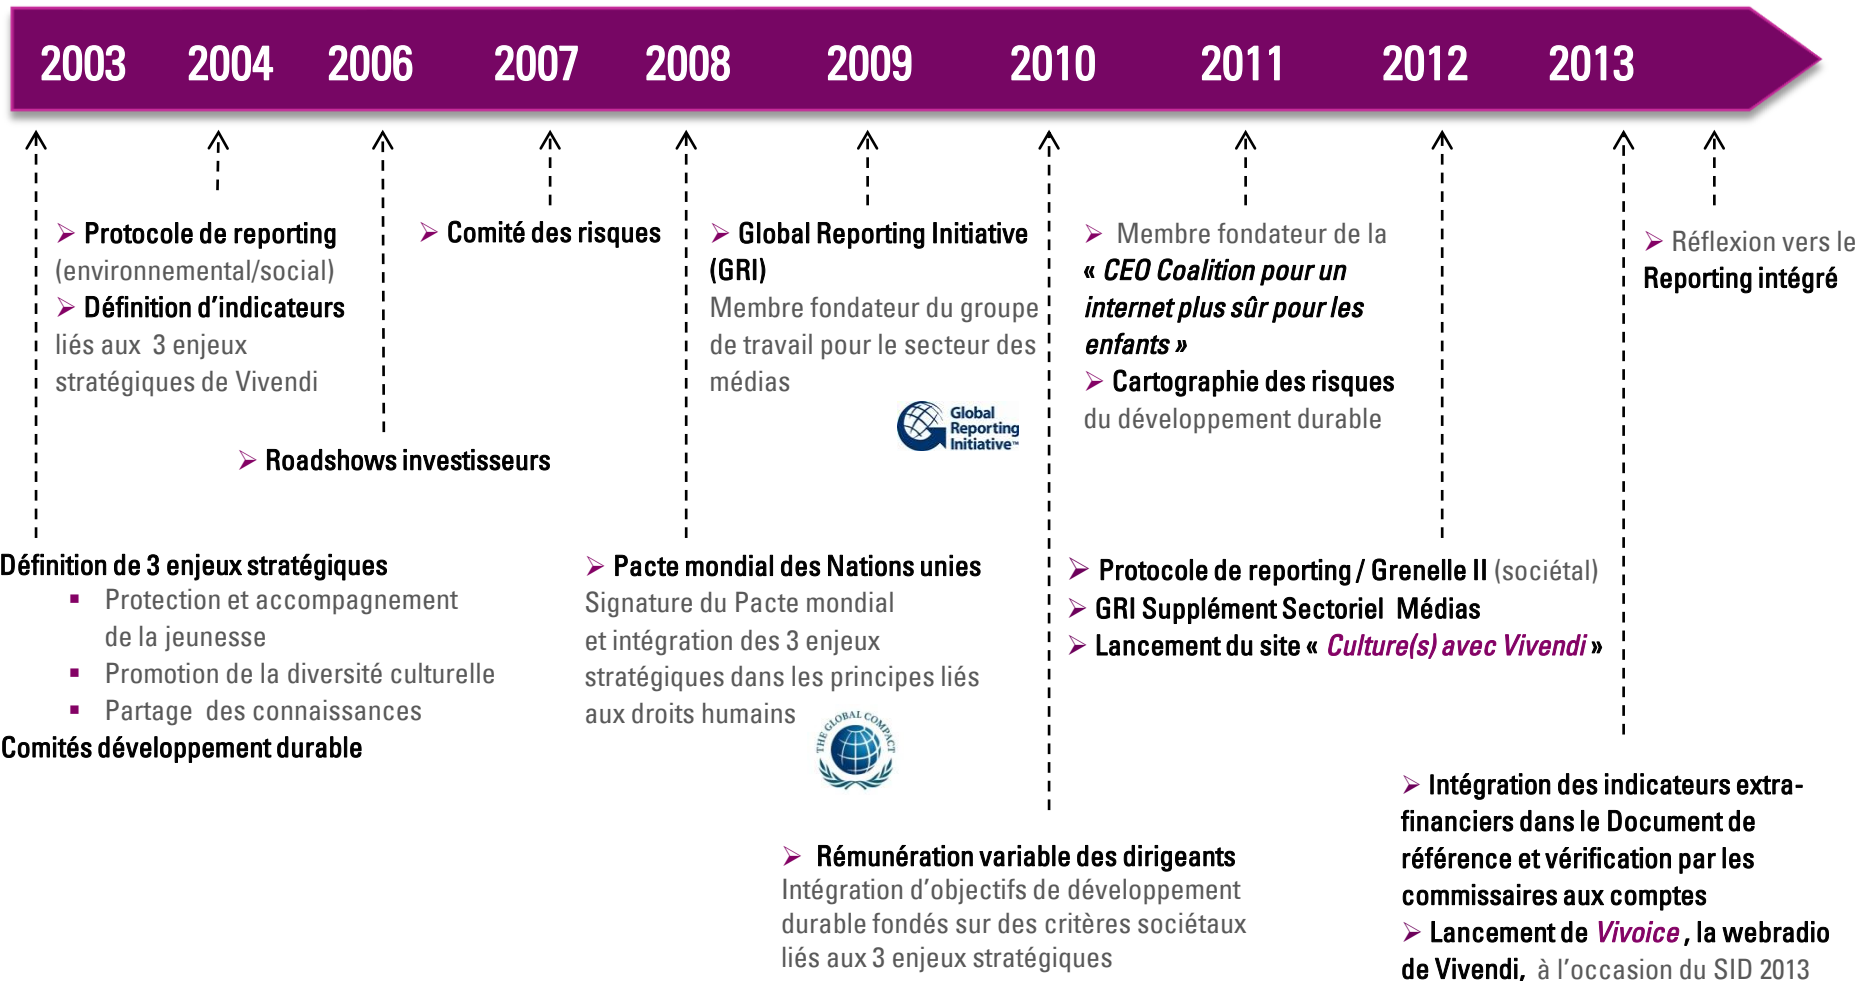 2003 2004 2006 2007 2008 2009 2010 2011 2012 2013
➢ Protocole de reporting
(environnemental/social)
➢ Définition d’indicateurs
liés aux 3 enjeux
stratégiques de Vivendi
➢ Comité des risques
➢ Global Reporting Initiative
(GRI)
Membre fondateur du groupe
de travail pour le secteur des
médias
Global
Reporting
Initiative™
➢ Membre fondateur de la
« CEO Coalition pour un
internet plus sûr pour les
enfants »
➢ Cartographie des risques
du développement durable
➢ Réflexion vers le
Reporting intégré
➢ Roadshows investisseurs
Définition de 3 enjeux stratégiques
▪ Protection et accompagnement
de la jeunesse
▪ Promotion de la diversité culturelle
▪ Partage des connaissances
Comités développement durable
➢ Pacte mondial des Nations unies
Signature du Pacte mondial
et intégration des 3 enjeux
stratégiques dans les principes liés
aux droits humains
THE GLOBAL COMPACT
➢ Protocole de reporting / Grenelle II (sociétal)
➢ GRI Supplément Sectoriel Médias
➢ Lancement du site « Culture(s) avec Vivendi »
➢ Rémunération variable des dirigeants
Intégration d’objectifs de développement
durable fondés sur des critères sociétaux
liés aux 3 enjeux stratégiques
➢ Intégration des indicateurs extra-
financiers dans le Document de
référence et vérification par les
commissaires aux comptes
➢ Lancement de Vivoice , la webradio
de Vivendi, à l’occasion du SID 2013